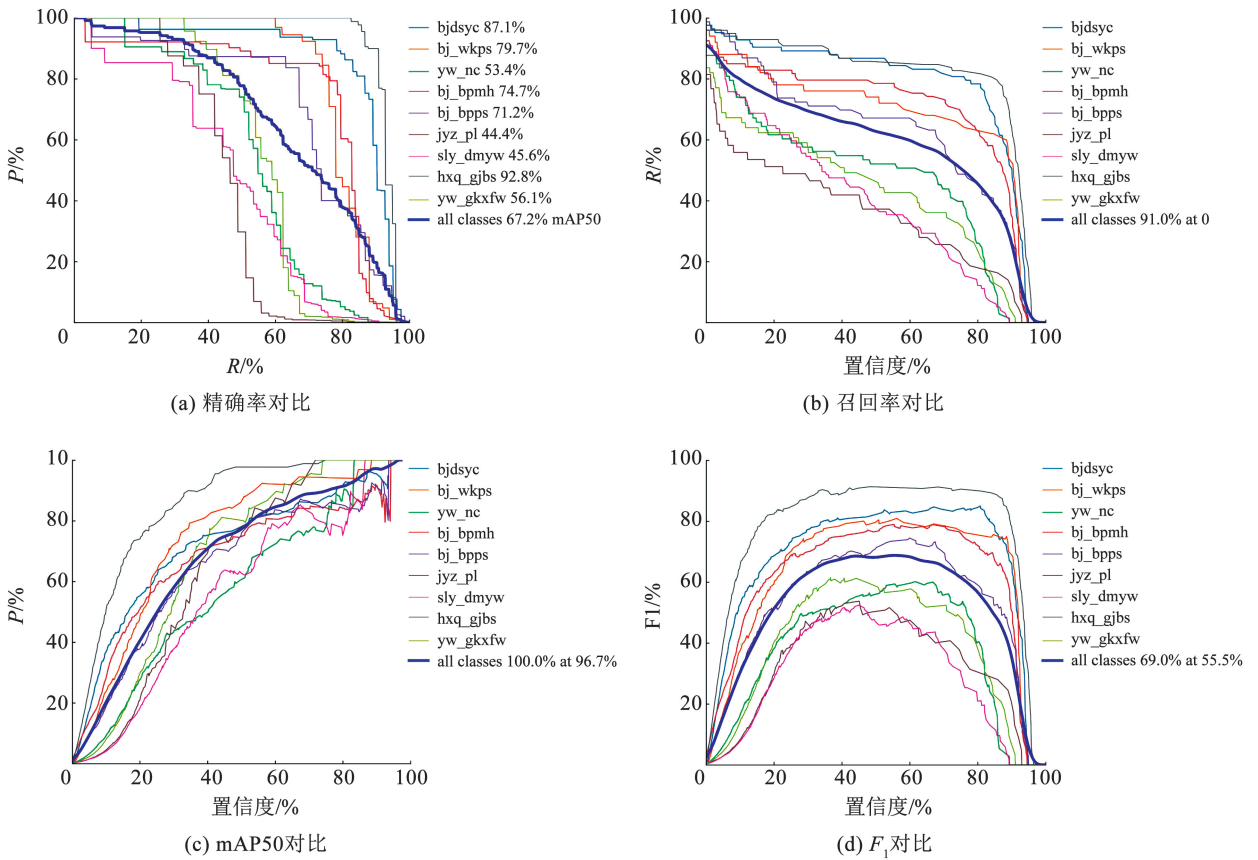 100
80
60
40
20
0
20
40
60
80
100
P/%
R/%
bjdsyc 87.1%
bj_wkps 79.7%
yw_nc 53.4%
bj_bpmh 74.7%
bj_bpps 71.2%
jyz_pl 44.4%
sly_dmyw 45.6%
hxq_gjbs 92.8%
yw_gkxfw 56.1%
all classes 67.2% mAP50
(a) 精确率对比
100
80
60
40
20
0
20
40
60
80
100
R/%
置信度/%
bjdsyc
bj_wkps
yw_nc
bj_bpmh
bj_bpps
jyz_pl
sly_dmyw
hxq_gjbs
yw_gkxfw
all classes 91.0% at 0
(b) 召回率对比
10
80
60
40
20
0
20
40
60
80
100
P/%
置信度/%
bjdsyc
bj_wkps
yw_nc
bj_bpmh
bj_bpps
jyz_pl
sly_dmyw
hxq_gjbs
yw_gkxfw
all classes 100.0% at 96.7%
(c) mAP50对比
100
80
60
40
20
0
20
40
60
80
100
F1/%
置信度/%
bjdsyc
bj_wkps
yw_nc
bj_bpmh
bj_bpps
jyz_pl
sly_dmyw
hxq_gjbs
yw_gkxfw
all classes 69.0% at 55.5%
(d) F₁对比